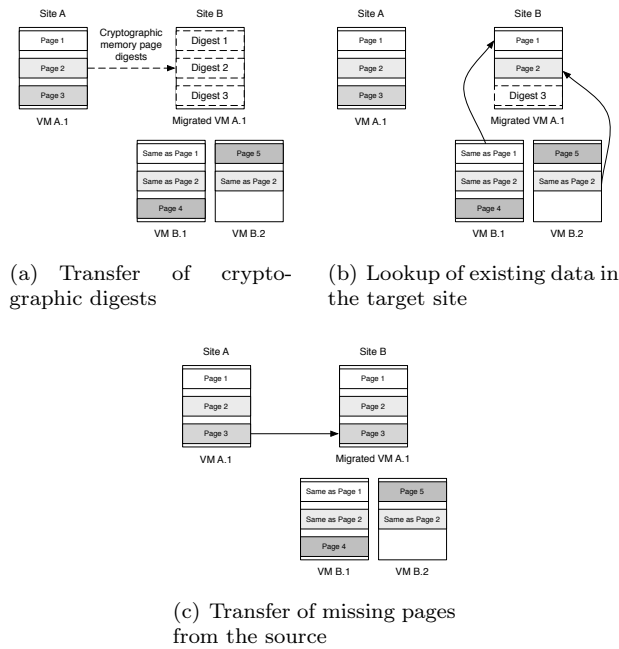 Site A
Site B
Page 1
Page 2
Page 3
VM A.1
Cryptographic
memory page
digests
Digest 1
Digest 2
Digest 3
Migrated VM A.1
Same as Page 1
Same as Page 2
Page 4
VM B.1
Page 5
Same as Page 2
VM B.2
(a) Transfer of crypto-
graphic digests
Site A
Site B
Page 1
Page 2
Page 3
VM A.1
Page 1
Page 2
Digest 3
Migrated VM A.1
Same as Page 1
Same as Page 2
Page 4
VM B.1
Page 5
Same as Page 2
VM B.2
(b) Lookup of existing data in
the target site
Site A
Site B
Page 1
Page 2
Page 3
VM A.1
Page 1
Page 2
Page 3
Migrated VM A.1
Same as Page 1
Same as Page 2
Page 4
VM B.1
Page 5
Same as Page 2
VM B.2
(c) Transfer of missing pages
from the source